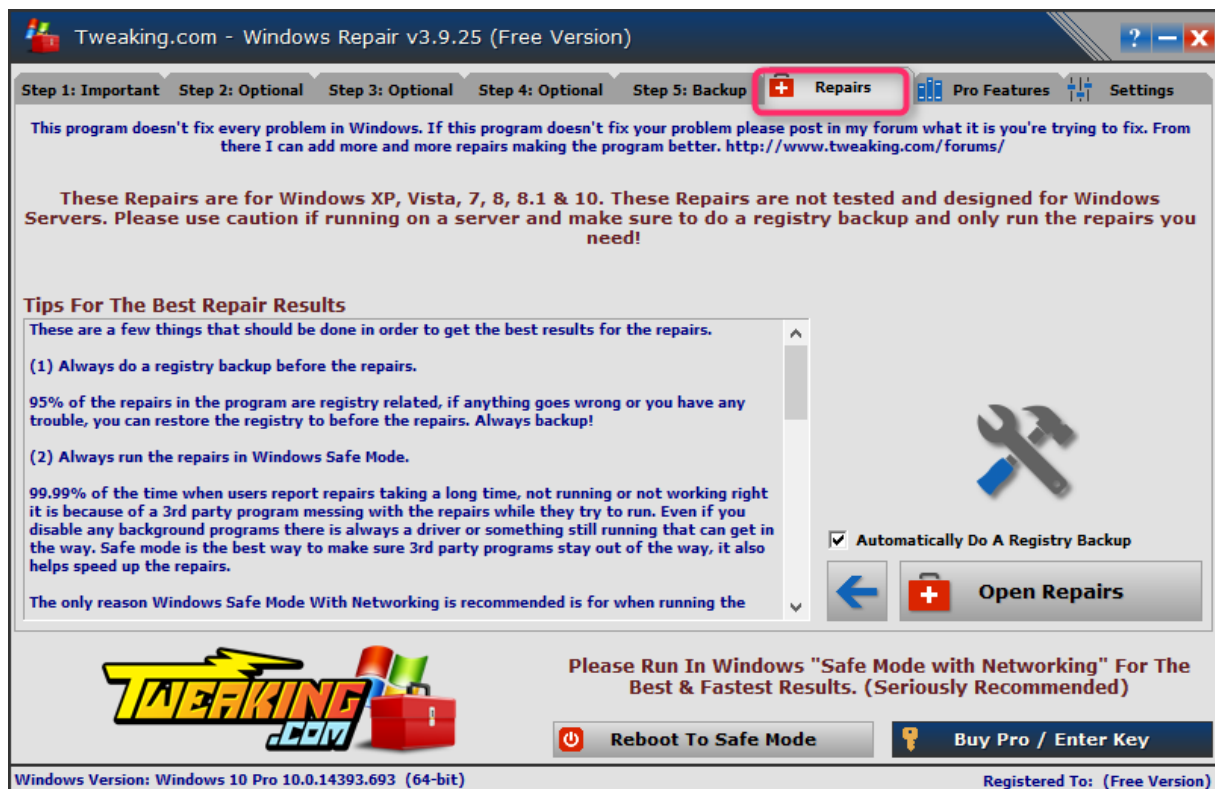 Tweaking.com - Windows Repair v3.9.25 (Free Version)
?
Step 1: Important Step 2: Optional Step 3: Optional Step 4: Optional Step 5: Backup Repairs Pro Features Settings
This program doesn't fix every problem in Windows. If this program doesn't fix your problem please post in my forum what it is you're trying to fix. From
there I can add more and more repairs making the program better. http://www.tweaking.com/forums/
These Repairs are for Windows XP, Vista, 7, 8, 8.1 & 10. These Repairs are not tested and designed for Windows
Servers. Please use caution if running on a server and make sure to do a registry backup and only run the repairs you
need!
Tips For The Best Repair Results
These are a few things that should be done in order to get the best results for the repairs.
(1) Always do a registry backup before the repairs.
95% of the repairs in the program are registry related, if anything goes wrong or you have any
trouble, you can restore the registry to before the repairs. Always backup!
(2) Always run the repairs in Windows Safe Mode.
99.99% of the time when users report repairs taking a long time, not running or not working right
it is because of a 3rd party program messing with the repairs while they try to run. Even if you
disable any background programs there is always a driver or something still running that can get in
the way. Safe mode is the best way to make sure 3rd party programs stay out of the way, it also
helps speed up the repairs.
The only reason Windows Safe Mode With Networking is recommended is for when running the
Automatically Do A Registry Backup
Open Repairs
TWEAKING
.COM
Please Run In Windows "Safe Mode with Networking" For The
Best & Fastest Results. (Seriously Recommended)
Reboot To Safe Mode
Buy Pro / Enter Key
Windows Version: Windows 10 Pro 10.0.14393.693 (64-bit)
Registered To: (Free Version)